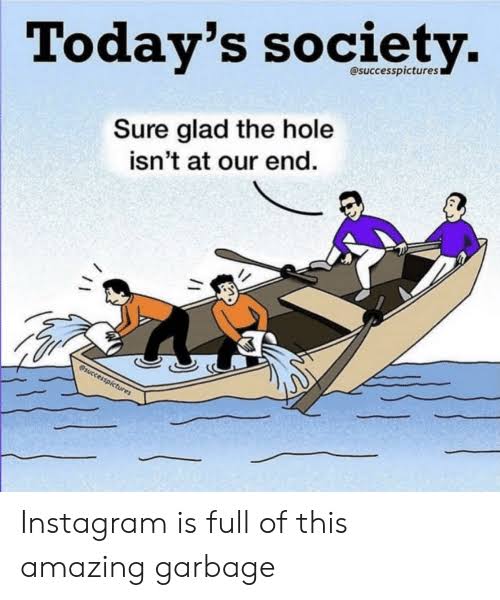 Today's society.
@successpictures
Sure glad the hole
isn't at our end.
@successpictures
Instagram is full of this
amazing garbage